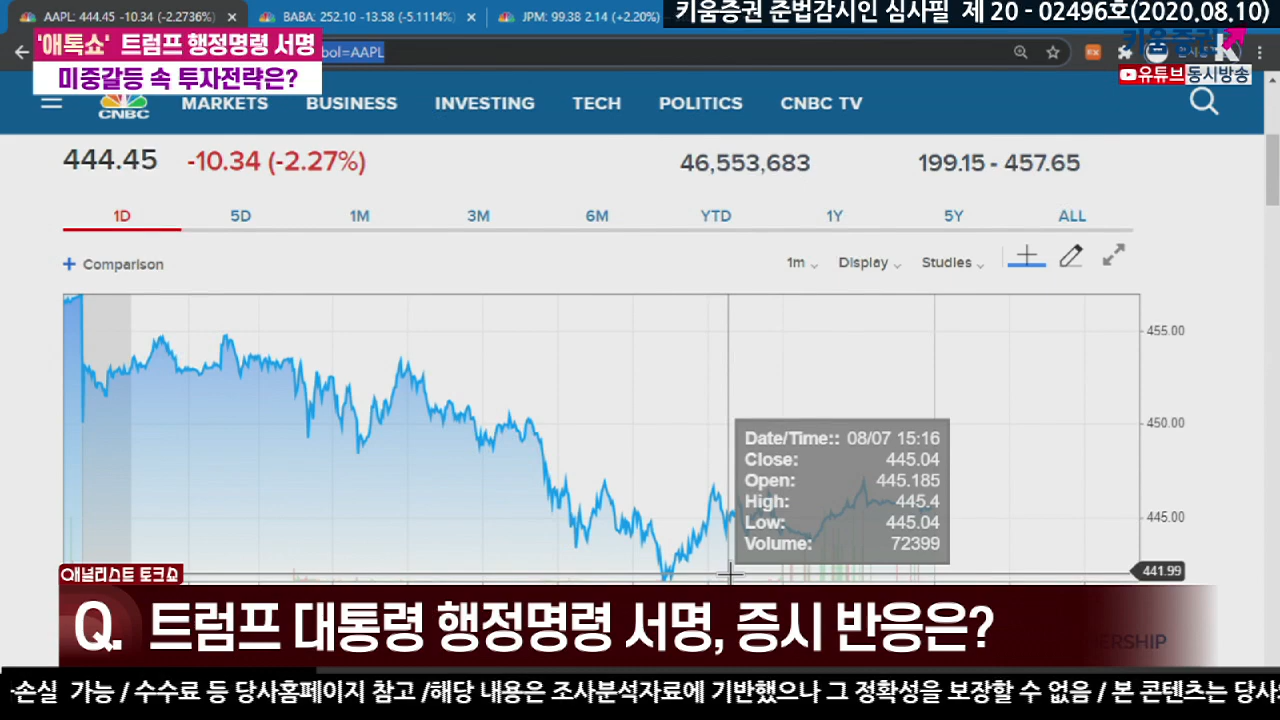 AAPL: 444.45 -10.34 (-2.2736%)
BABA: 252.10 -13.58 (-5.1114%)
JPM: 99.38 2.14 (+2.20%)
키움증권 준법감시인 심사필 제 20 - 02496호(2020.08.10)
'애톡쇼' 트럼프 행정명령 서명
미중갈등 속 투자전략은?
bol=AAPL
키움증권
유튜브 동시방송
CNBC
MARKETS
BUSINESS
INVESTING
TECH
POLITICS
CNBC TV
444.45
-10.34 (-2.27%)
46,553,683
199.15 - 457.65
1D
5D
1M
3M
6M
YTD
1Y
5Y
ALL
+ Comparison
1m
Display
Studies
455.00
450.00
445.00
441.99
Date/Time:: 08/07 15:16
Close: 445.04
Open: 445.185
High: 445.4
Low: 445.04
Volume: 72399
애널리스트 토크쇼
Q. 트럼프 대통령 행정명령 서명, 증시 반응은?
ERSHIP
·손실 가능 / 수수료 등 당사홈페이지 참고 /해당 내용은 조사분석자료에 기반했으나 그 정확성을 보장할 수 없음 / 본 콘텐츠는 당사